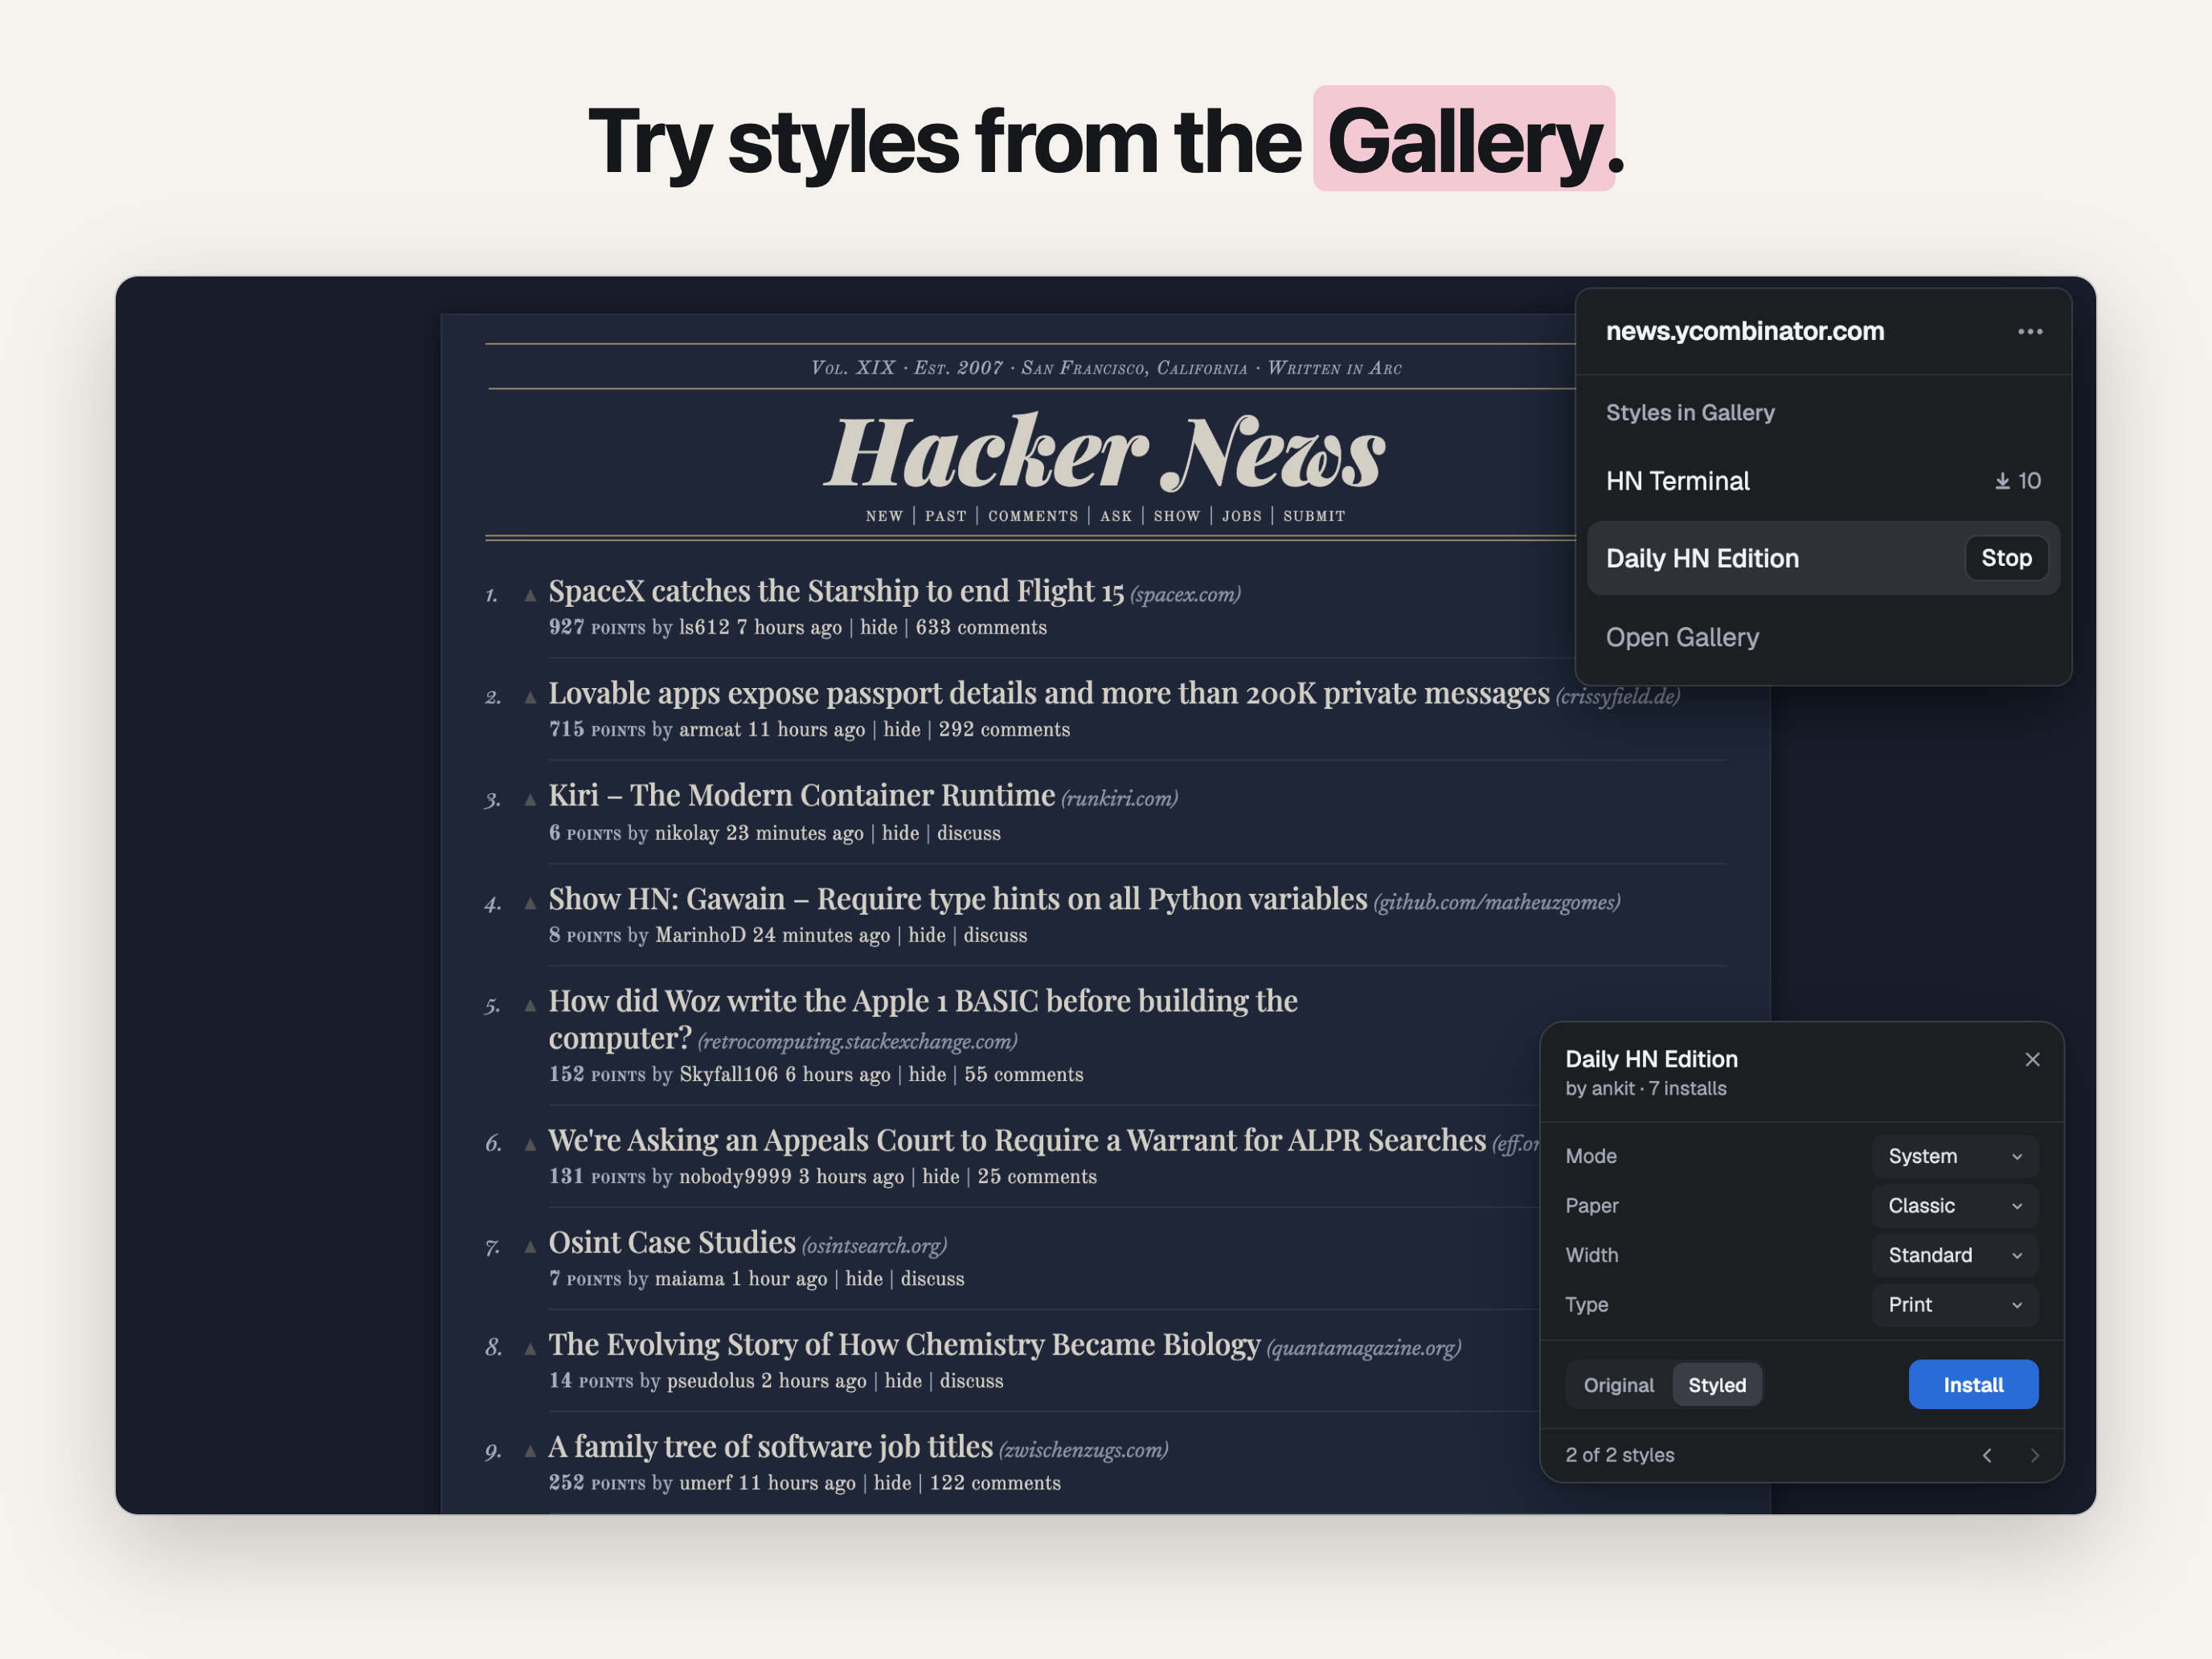 Try styles from the Gallery.
Vol. XIX · Est. 2007 · San Francisco, California · Written in Arc
Hacker News
NEW | PAST | COMMENTS | ASK | SHOW | JOBS | SUBMIT
1. ▲ SpaceX catches the Starship to end Flight 15 (spacex.com)
927 POINTS by ls612 7 hours ago | hide | 633 comments
2. ▲ Lovable apps expose passport details and more than 200K private messages (crissyfield.de)
715 POINTS by armcat 11 hours ago | hide | 292 comments
3. ▲ Kiri – The Modern Container Runtime (runkiri.com)
6 POINTS by nikolay 23 minutes ago | hide | discuss
4. ▲ Show HN: Gawain – Require type hints on all Python variables (github.com/matheuzgomes)
8 POINTS by MarinhoD 24 minutes ago | hide | discuss
5. ▲ How did Woz write the Apple 1 BASIC before building the
computer? (retrocomputing.stackexchange.com)
152 POINTS by Skyfall106 6 hours ago | hide | 55 comments
6. ▲ We're Asking an Appeals Court to Require a Warrant for ALPR Searches
131 POINTS by nobody9999 3 hours ago | hide | 25 comments
7. ▲ Osint Case Studies (osintsearch.org)
7 POINTS by maiama 1 hour ago | hide | discuss
8. ▲ The Evolving Story of How Chemistry Became Biology (quantamagazine.org)
14 POINTS by pseudolus 2 hours ago | hide | discuss
9. ▲ A family tree of software job titles (zwischenzugs.com)
252 POINTS by umerf 11 hours ago | hide | 122 comments
news.ycombinator.com
Styles in Gallery
HN Terminal 10
Daily HN Edition Stop
Open Gallery
Daily HN Edition
by ankit · 7 installs
Mode System
Paper Classic
Width Standard
Type Print
Original Styled Install
2 of 2 styles